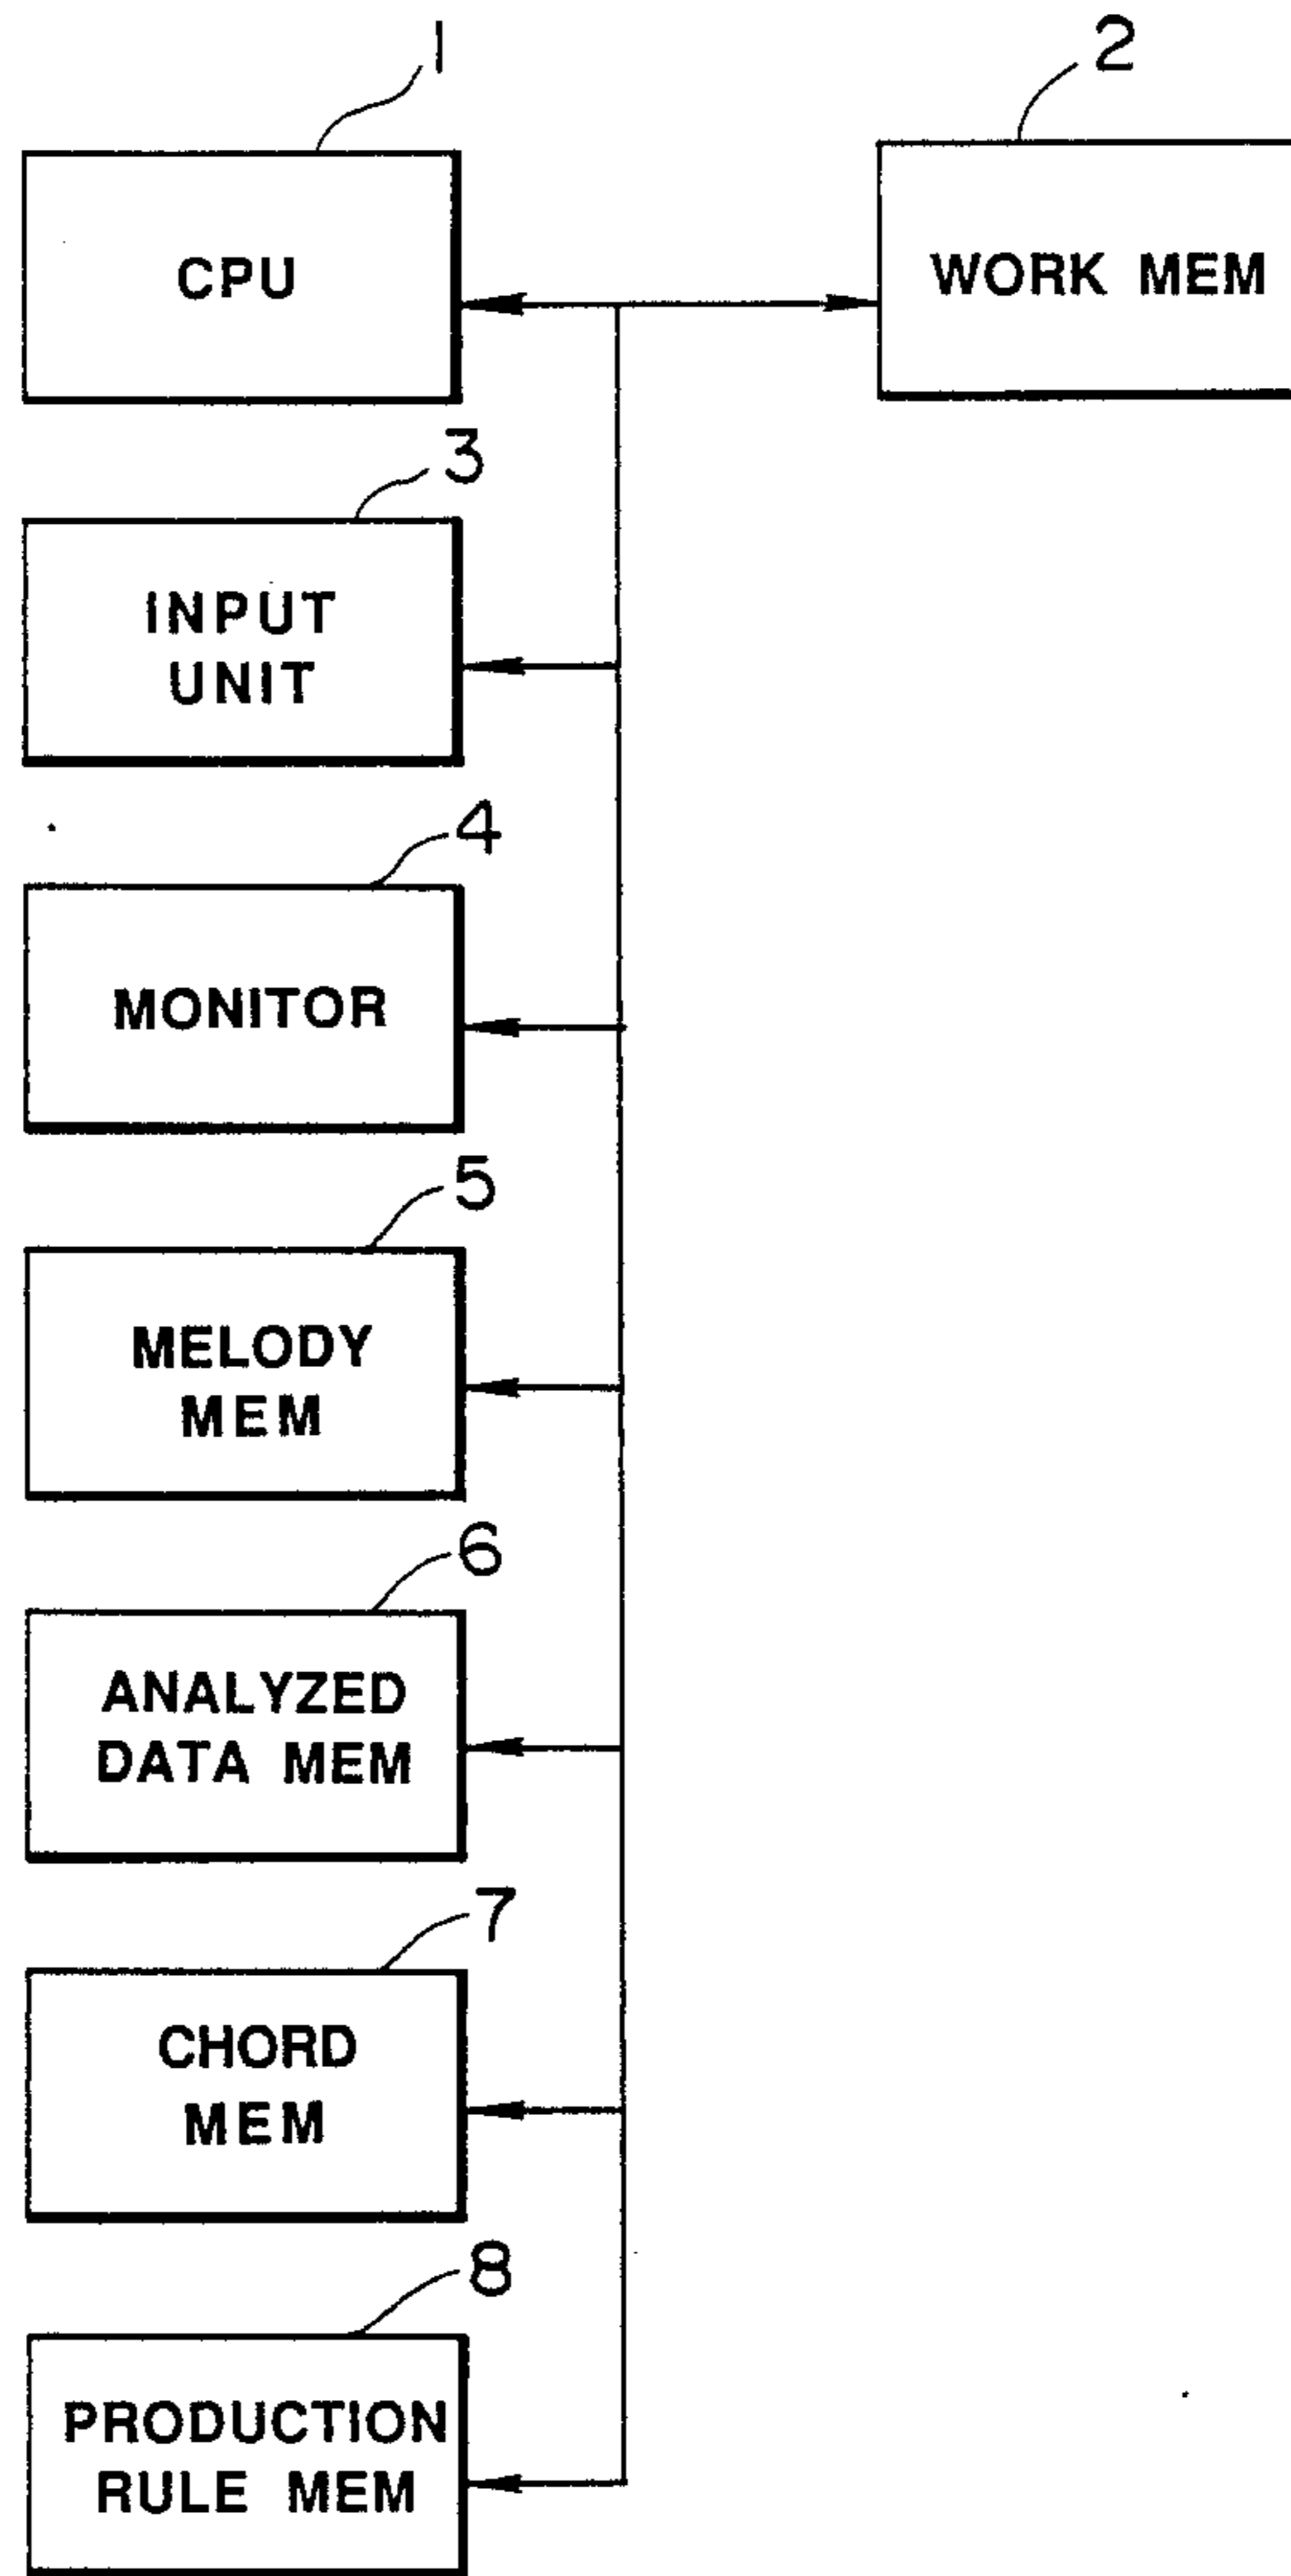 1
2
CPU
WORK MEM
3
INPUT
UNIT
4
MONITOR
5
MELODY
MEM
6
ANALYZED
DATA MEM
7
CHORD
MEM
8
PRODUCTION
RULE MEM